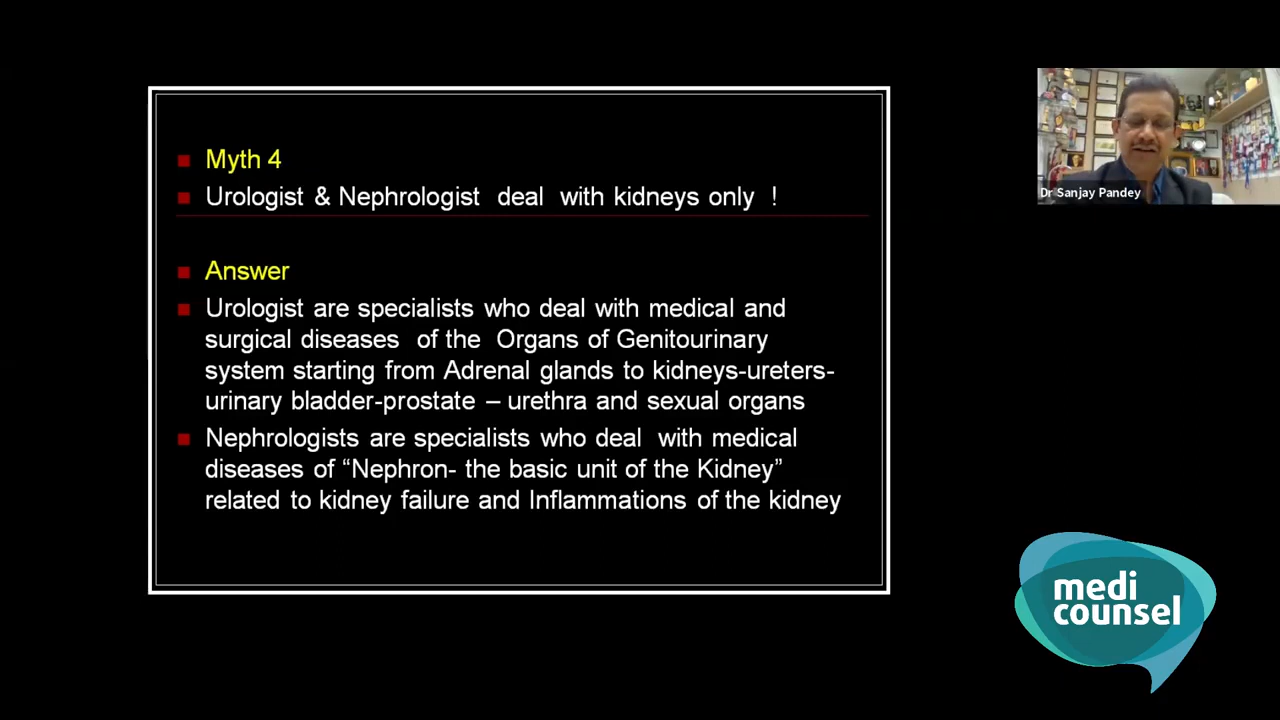 Myth 4
Urologist & Nephrologist deal with kidneys only !
Answer
Urologist are specialists who deal with medical and
surgical diseases of the Organs of Genitourinary
system starting from Adrenal glands to kidneys-ureters-
urinary bladder-prostate – urethra and sexual organs
Nephrologists are specialists who deal with medical
diseases of “Nephron- the basic unit of the Kidney”
related to kidney failure and Inflammations of the kidney
Dr Sanjay Pandey
medi
counsel